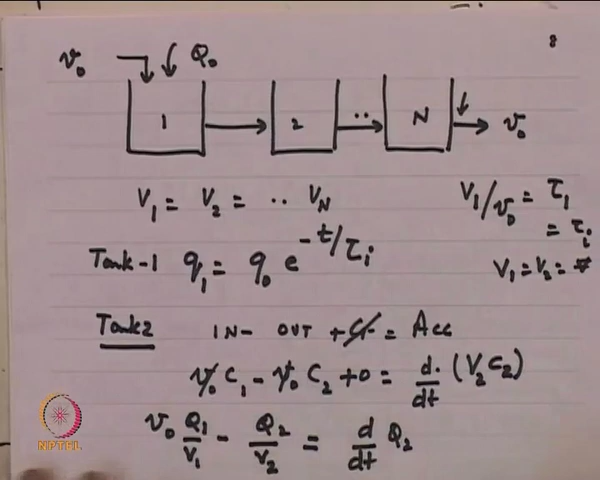 8
v₀ Q₀
1 2 .. N v₀
V₁ = V₂ = .. V_N V₁/v₀ = τ₁
= τᵢ
Tank-1 q₁ = q₀ e^{-t/τᵢ} V₁ = V₂ =
Tank 2 IN - OUT + G = Acc
v₀ C₁ - v₀ C₂ + 0 = d/dt (V₂ C₂)
v₀ Q₁/V₁ - Q₂/V₂ = d/dt Q₂
NPTEL